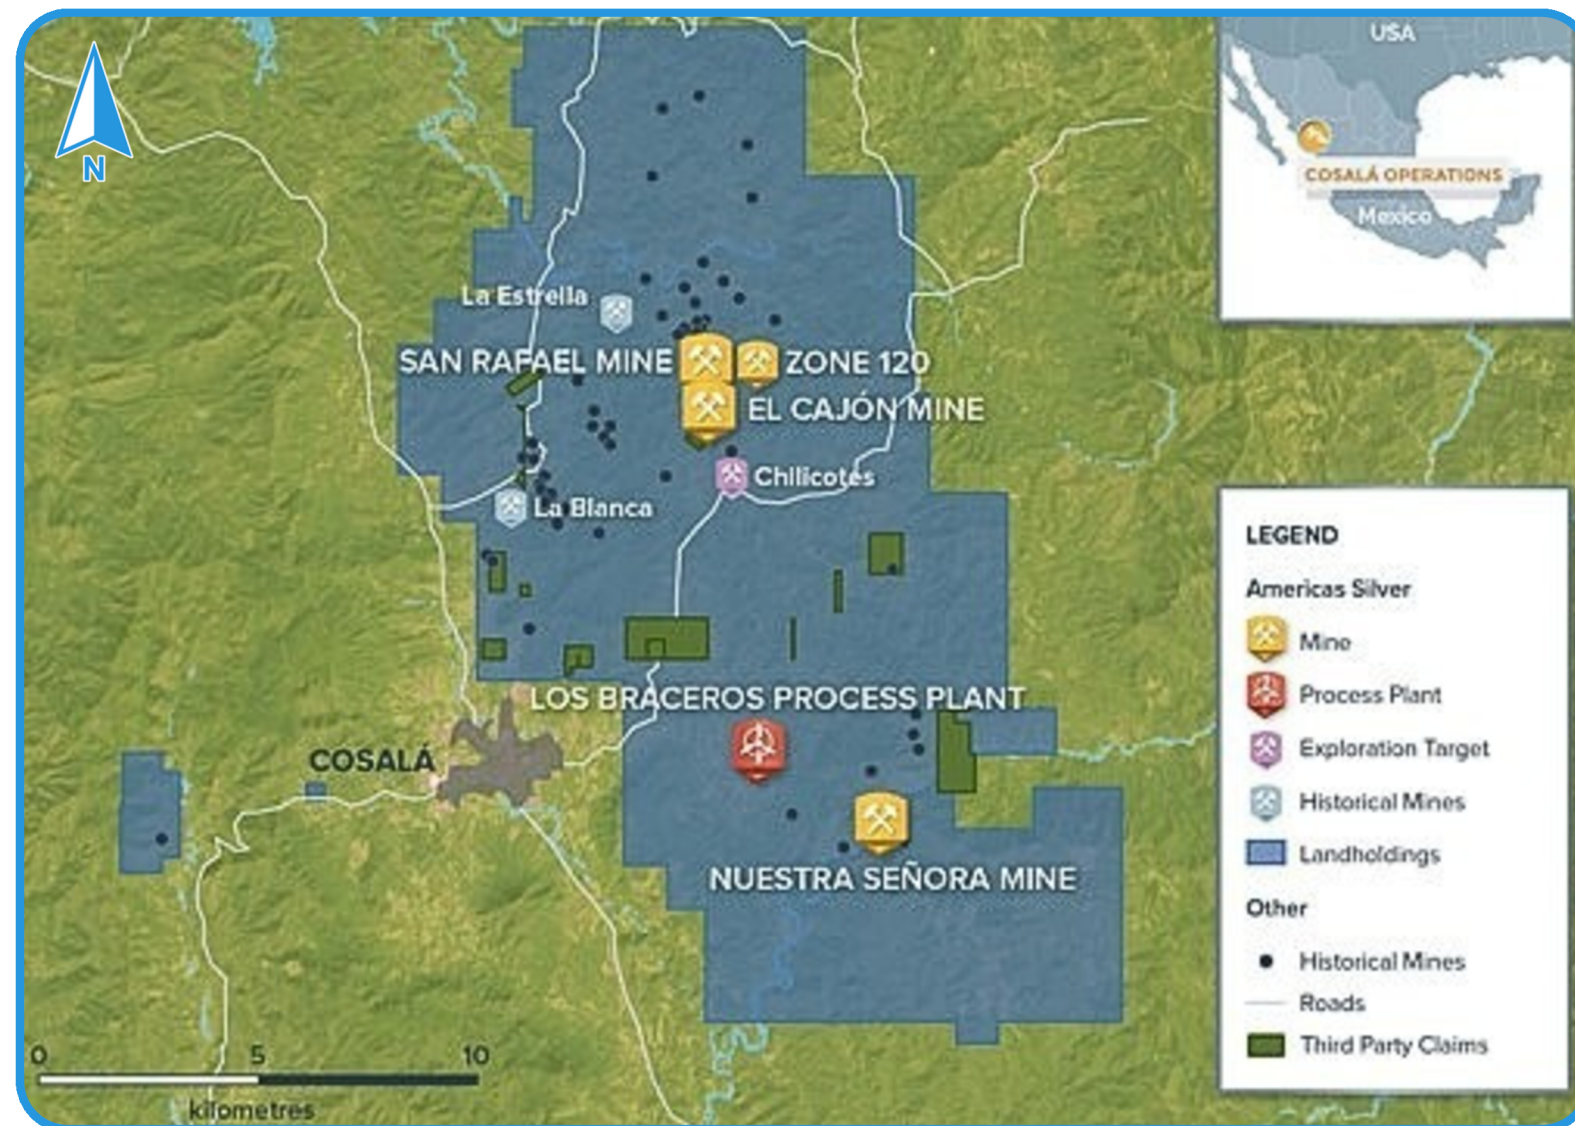 N
USA
COSALÁ OPERATIONS
Mexico
La Estrella
SAN RAFAEL MINE
ZONE 120
EL CAJÓN MINE
Chilicotes
La Blanca
LOS BRACEROS PROCESS PLANT
COSALÁ
NUESTRA SEÑORA MINE
0 5 10
kilometres
LEGEND
Americas Silver
Mine
Process Plant
Exploration Target
Historical Mines
Landholdings
Other
Historical Mines
Roads
Third Party Claims